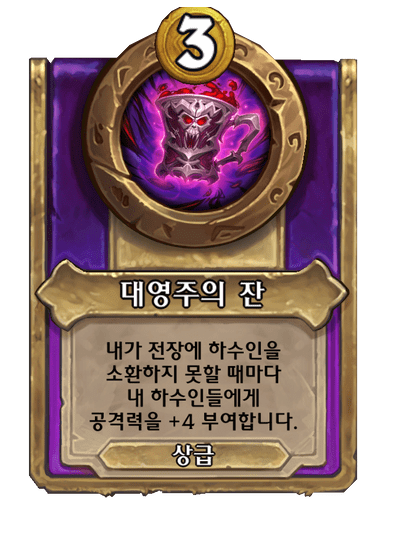 3
대영주의 잔
내가 전장에 하수인을
소환하지 못할 때마다
내 하수인들에게
공격력을 +4 부여합니다.
상급